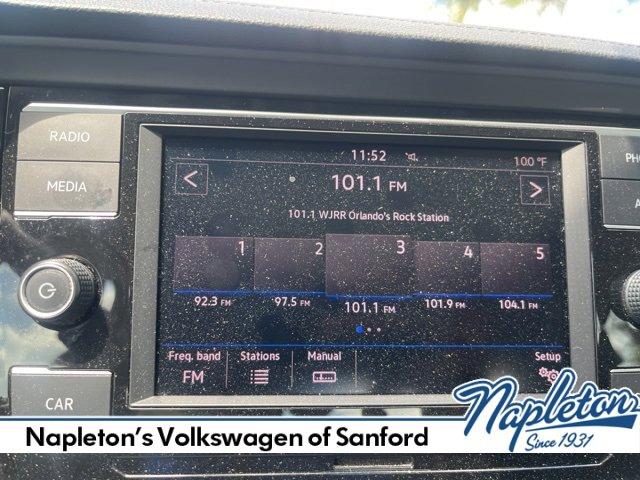 RADIO
MEDIA
CAR
PHO
A
11:52
100 °F
<
101.1 FM
>
101.1 WJRR Orlando's Rock Station
1 2 3 4 5
92.3 FM 97.5 FM 101.1 FM 101.9 FM 104.1 FM
Freq. band Stations Manual Setup
FM
Napleton's Volkswagen of Sanford
Napleton
Since 1931